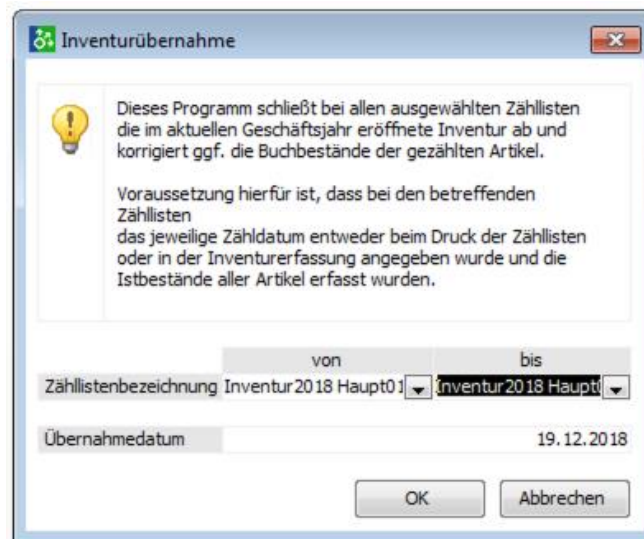 Inventurübernahme
Dieses Programm schließt bei allen ausgewählten Zähllisten
die im aktuellen Geschäftsjahr eröffnete Inventur ab und
korrigiert ggf. die Buchbestände der gezählten Artikel.
Voraussetzung hierfür ist, dass bei den betreffenden
Zähllisten
das jeweilige Zähldatum entweder beim Druck der Zähllisten
oder in der Inventurerfassung angegeben wurde und die
Istbestände aller Artikel erfasst wurden.
von bis
Zähllistenbezeichnung Inventur2018 Haupt01 Inventur2018
Übernahmedatum 19.12.2018
OK Abbrechen